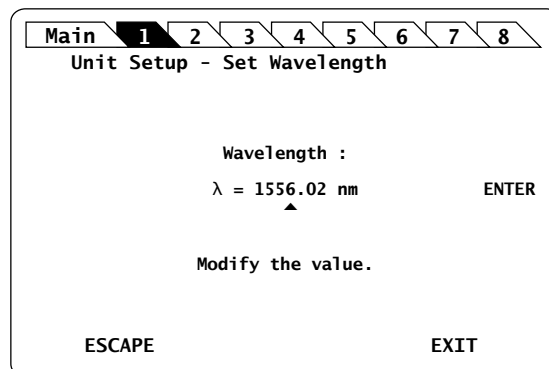 Main 1 2 3 4 5 6 7 8
Unit Setup - Set Wavelength
Wavelength :
λ = 1556.02 nm ENTER
Modify the value.
ESCAPE EXIT